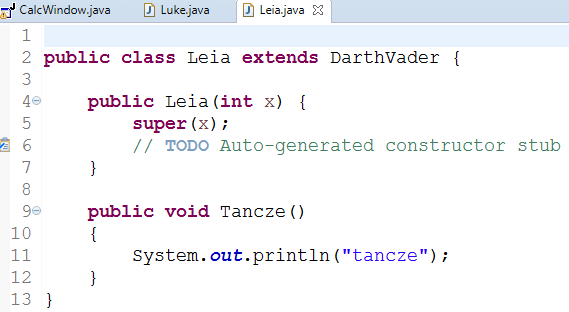 CalcWindow.java Luke.java Leia.java
1
2 public class Leia extends DarthVader {
3
4 public Leia(int x) {
5 super(x);
6 // TODO Auto-generated constructor stub
7 }
8
9 public void Tancze()
10 {
11 System.out.println("tancze");
12 }
13 }